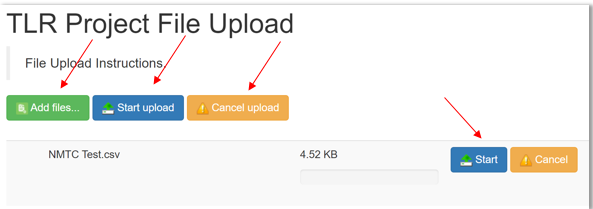 TLR Project File Upload
File Upload Instructions.
Add files... Start upload Cancel upload
NMTC Test.csv 4.52 KB Start Cancel